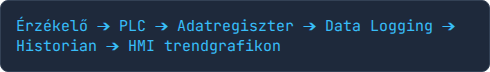 Érzékelő → PLC → Adatregiszter → Data Logging →
Historian → HMI trendgrafikon